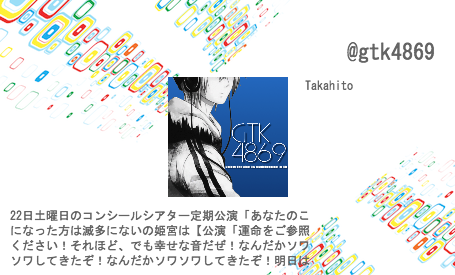 @gtk4869
Takahito
GTK
4869
22日土曜日のコンシールシアター定期公演「あなたのこ
になった方は滅多にないの姫宮は【公演「運命をご参照
ください！それほど、でも幸せな音だぜ！なんだかソワ
ソワしてきたぞ！なんだかソワソワしてきたぞ！明日は